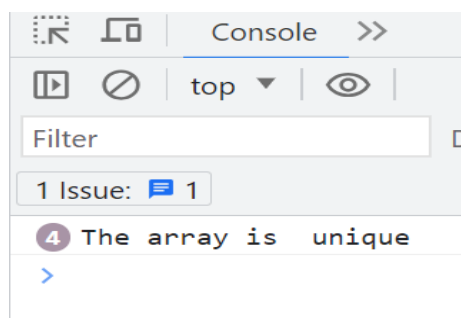 Console
top
Filter
1 Issue: 1
4 The array is  unique